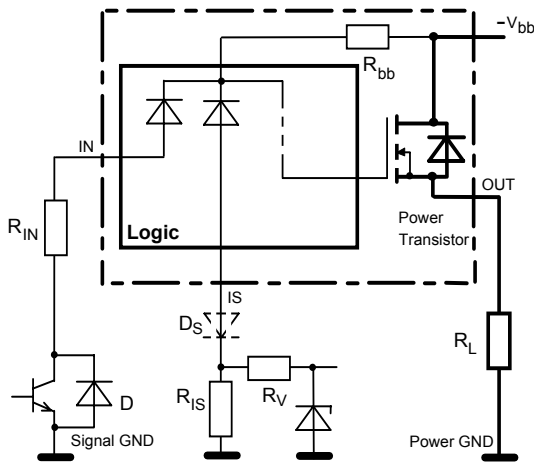 -Vbb
Rbb
IN
OUT
RIN
Logic
Power
Transistor
IS
DS
RL
D
RIS
RV
Signal GND
Power GND